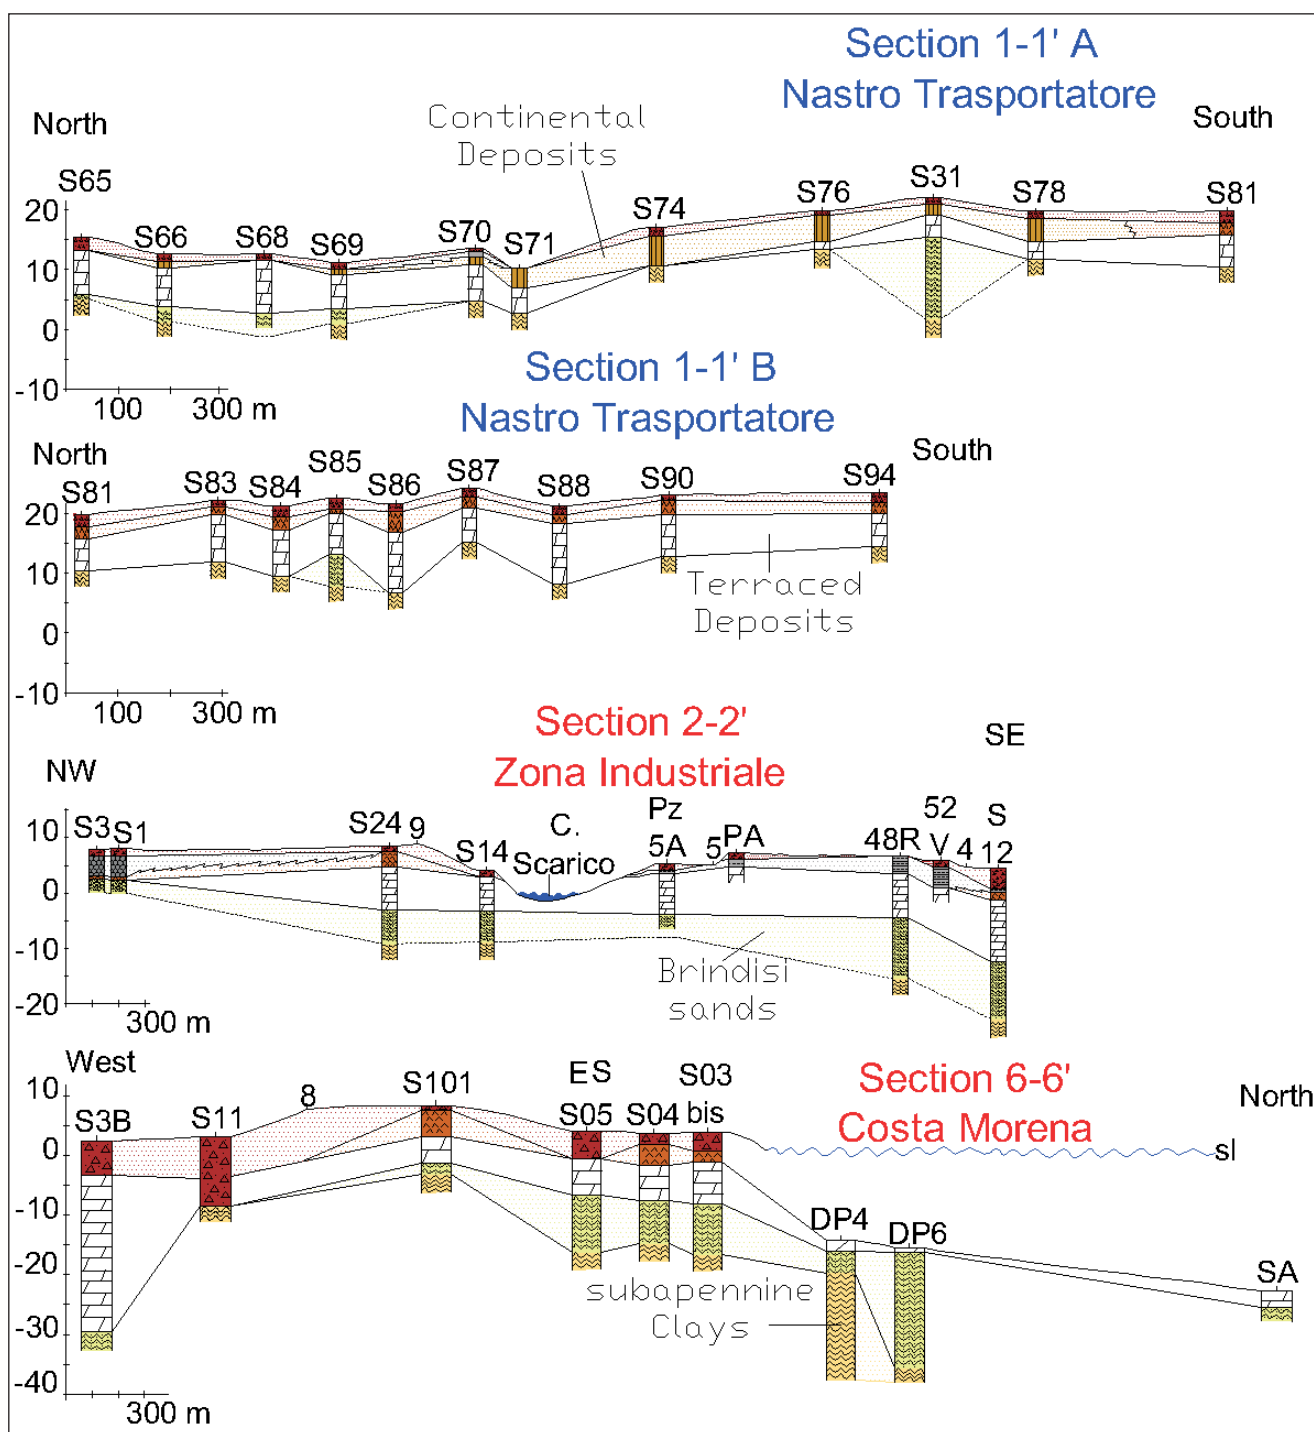 Section 1-1' A
Nastro Trasportatore
North
Continental
Deposits
South
S65
S66
S68
S69
S70
S71
S74
S76
S31
S78
S81
20
10
0
-10
100
300 m
Section 1-1' B
Nastro Trasportatore
North
South
S81
S83
S84
S85
S86
S87
S88
S90
S94
20
10
0
-10
Terraced
Deposits
100
300 m
Section 2-2'
Zona Industriale
NW
SE
S3
S1
S24
9
S14
C.
Scarico
Pz
5A
5
PA
48R
52
V
4
S
12
10
0
-10
-20
Brindisi
sands
300 m
West
Section 6-6'
Costa Morena
North
S3B
S11
8
S101
ES
S05
S04
S03
bis
sl
DP4
DP6
SA
10
0
-10
-20
-30
-40
subapennine
Clays
300 m